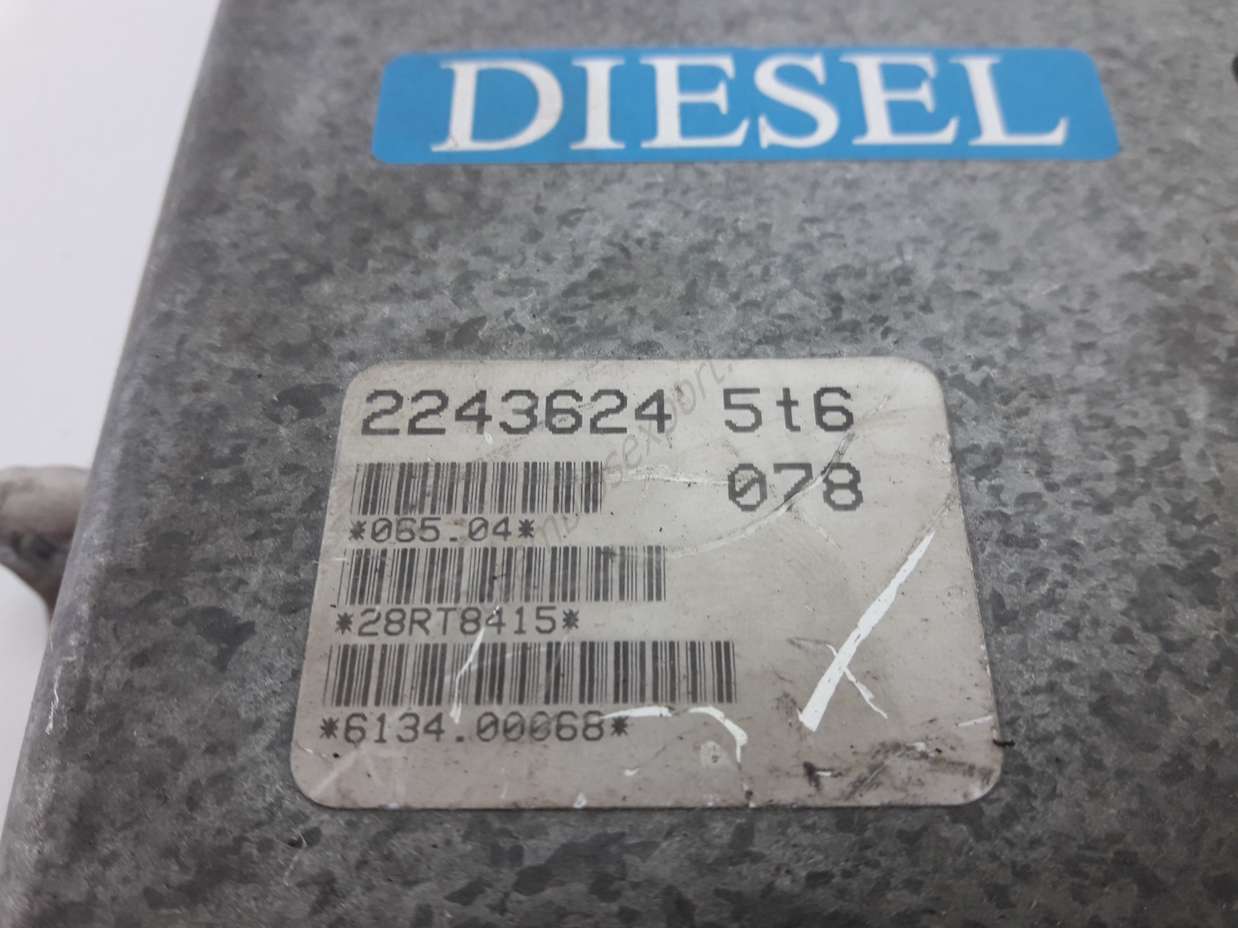 DIESEL
2243624 5t6
078
*065.04*
*28RT8415*
*6134.00068*